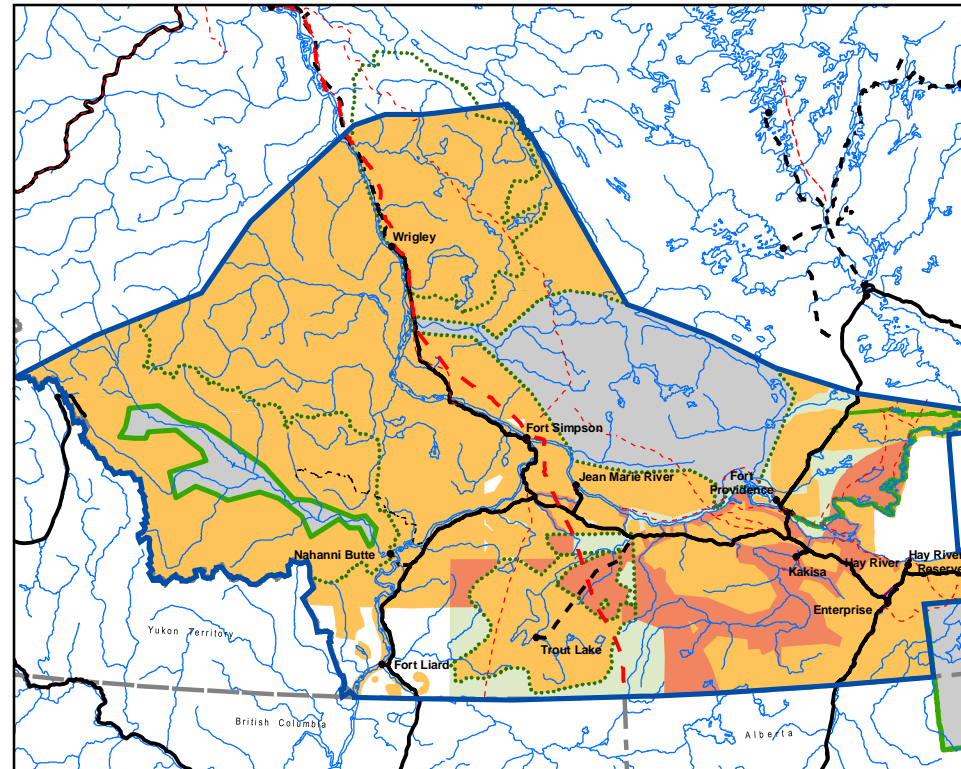 Wrigley
Fort Simpson
Jean Marie River
Fort
Providence
Nahanni Butte
Hay River
Hay River
Reserve
Kakisa
Enterprise
Yukon Territory
Trout Lake
Fort Liard
British Columbia
Alberta